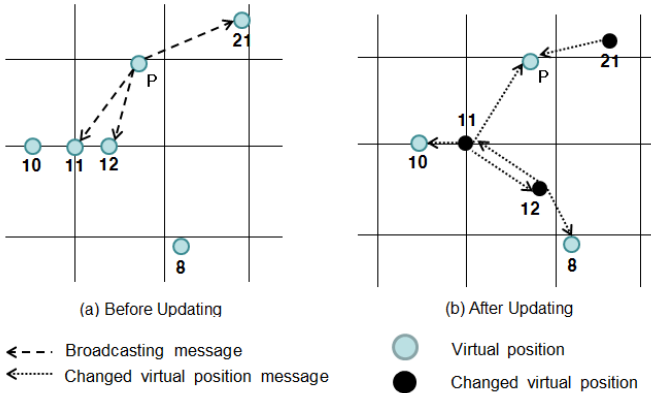 21
P
10 11 12
8
(a) Before Updating
21
P
11
10
12
8
(b) After Updating
Broadcasting message
Changed virtual position message
Virtual position
Changed virtual position